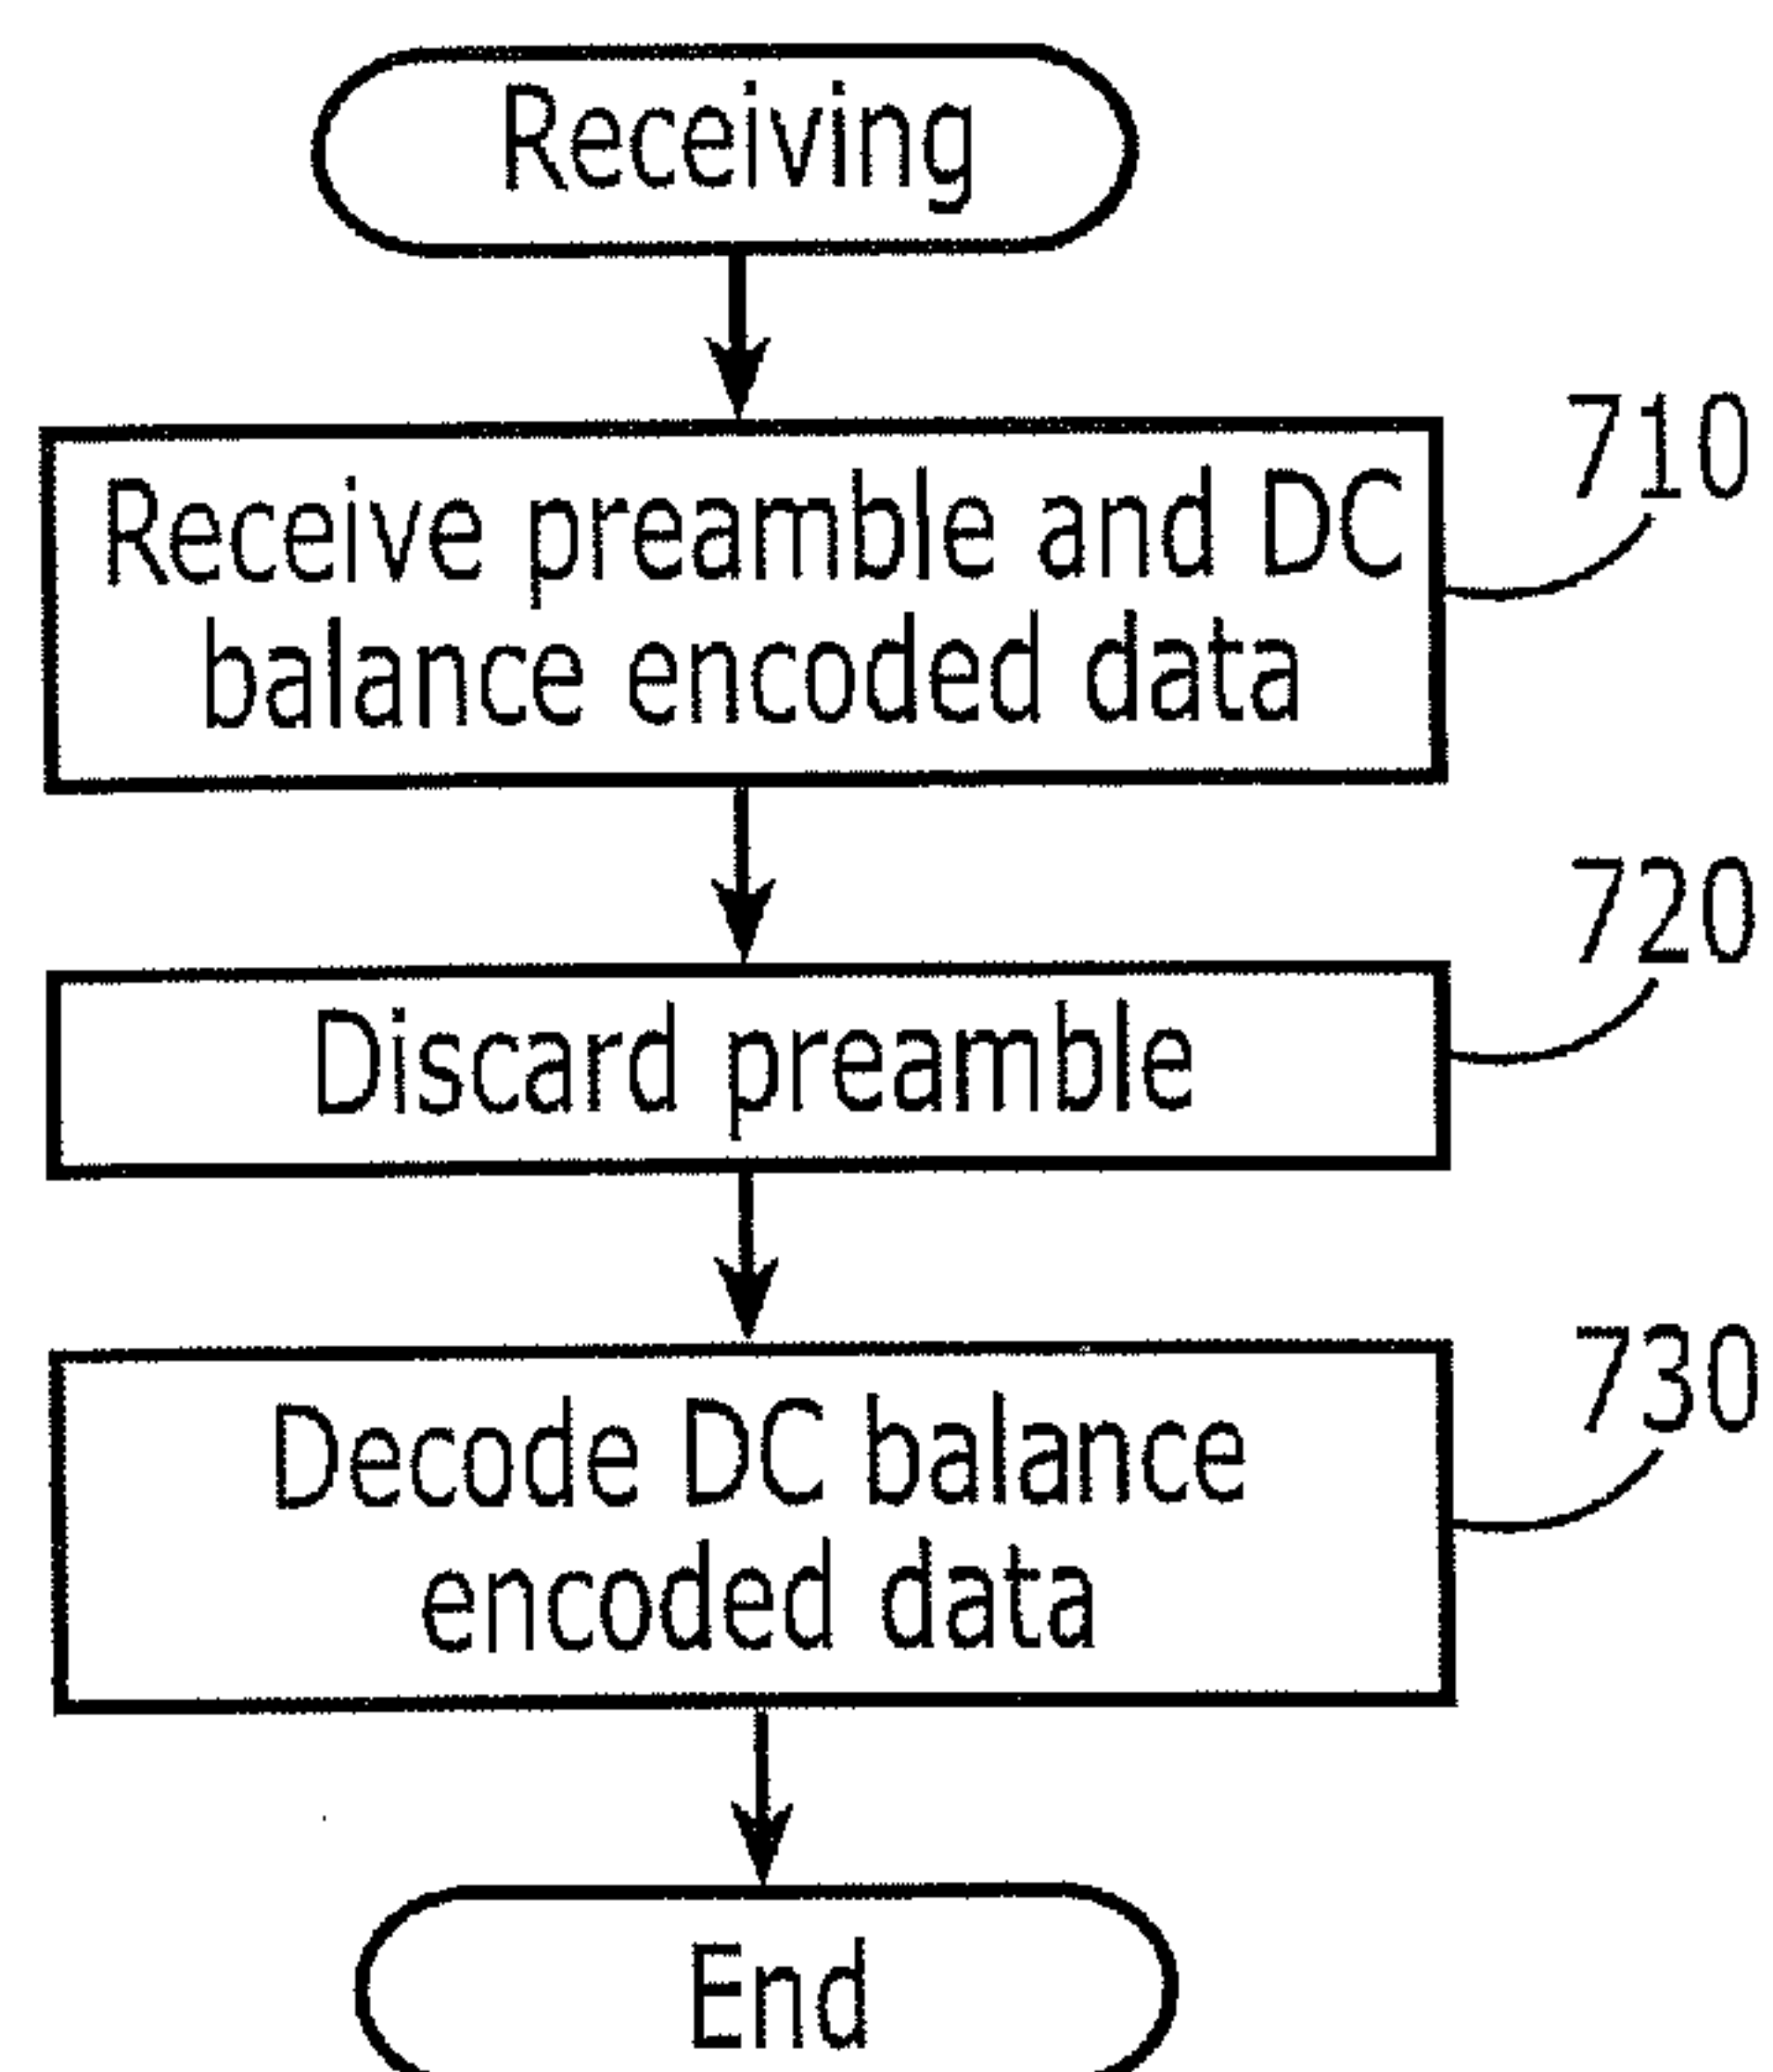 Receiving
710
Receive preamble and DC
balance encoded data
720
Discard preamble
730
Decode DC balance
encoded data
End